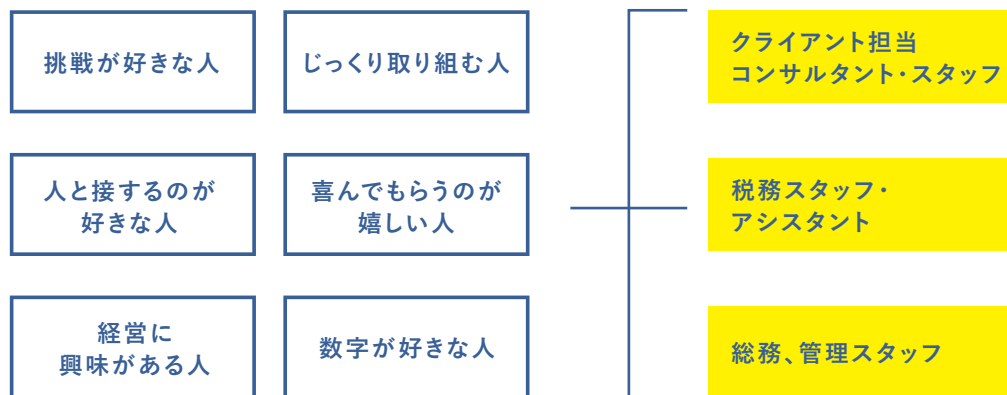 挑戦が好きな人
じっくり取り組む人
人と接するのが
好きな人
喜んでもらうのが
嬉しい人
経営に
興味がある人
数字が好きな人
クライアント担当
コンサルタント・スタッフ
税務スタッフ・
アシスタント
総務、管理スタッフ